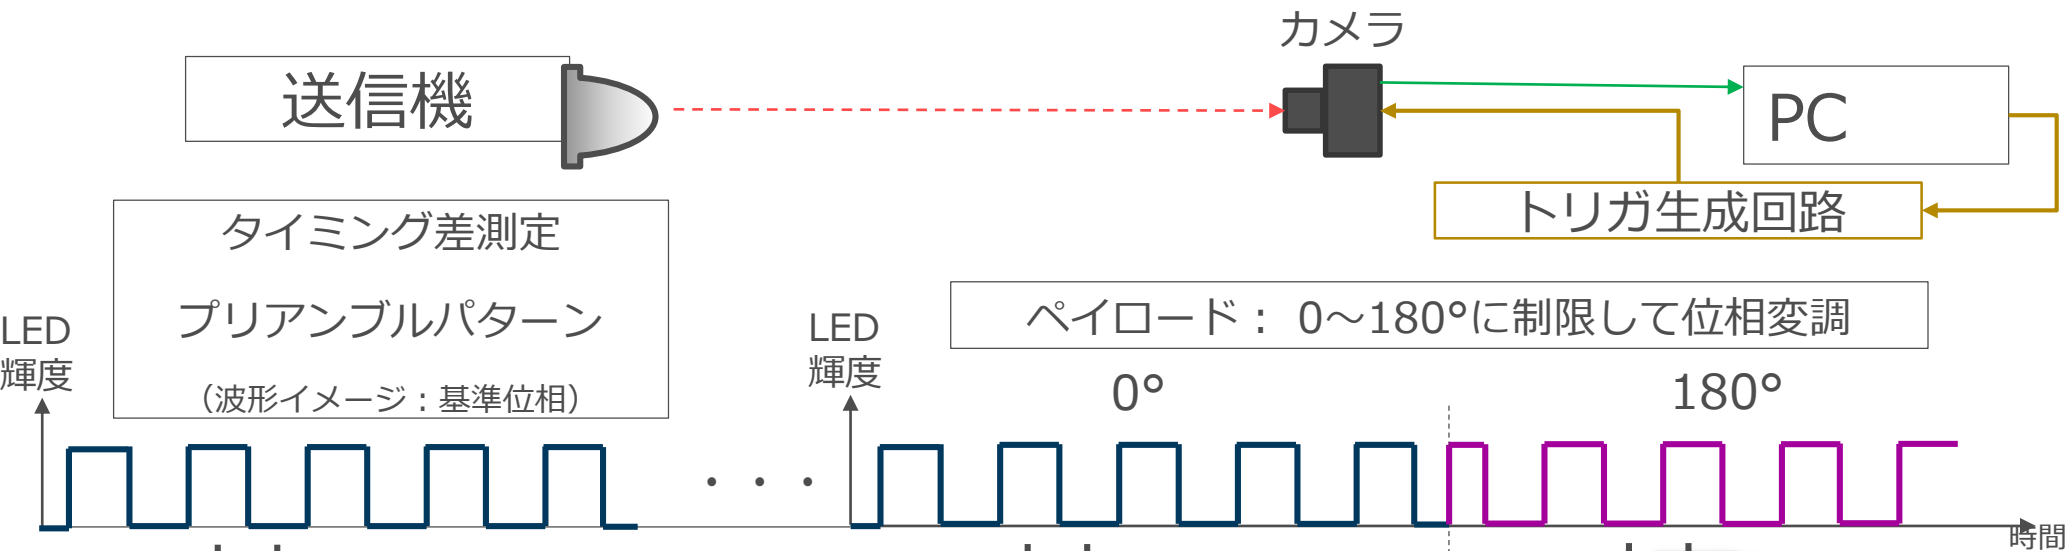 カメラ
送信機
PC
トリガ生成回路
タイミング差測定
プリアンブルパターン
（波形イメージ：基準位相）
ペイロード： 0～180°に制限して位相変調
LED
輝度
LED
輝度
0°
180°
・・・
時間